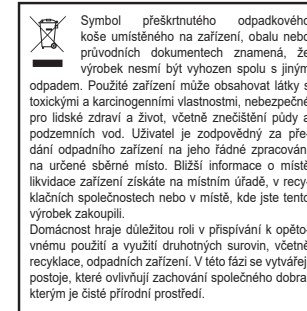 Symbol přeškrtnutého odpadkového
koše umístěného na zařízení, obalu nebo
průvodních dokumentech znamená, že
výrobek nesmí být vyhozen spolu s jiným
odpadem. Použité zařízení může obsahovat látky s
toxickými a karcinogenními vlastnostmi, nebezpečné
pro lidské zdraví a život, včetně znečištění půdy a
podzemních vod. Uživatel je zodpovědný za pře-
dání odpadního zařízení na jeho řádné zpracování
na určené sběrné místo. Bližší informace o místě
likvidace zařízení získáte na místním úřadě, v recy-
klačních společnostech nebo v místě, kde jste tento
výrobek zakoupili.
Domácnost hraje důležitou roli v přispívání k opěto-
vnému použití a využití druhotných surovin, včetně
recyklace, odpadních zařízení. V této fázi se vytvářejí
postoje, které ovlivňují zachování společného dobra,
kterým je čisté přírodní prostředí.